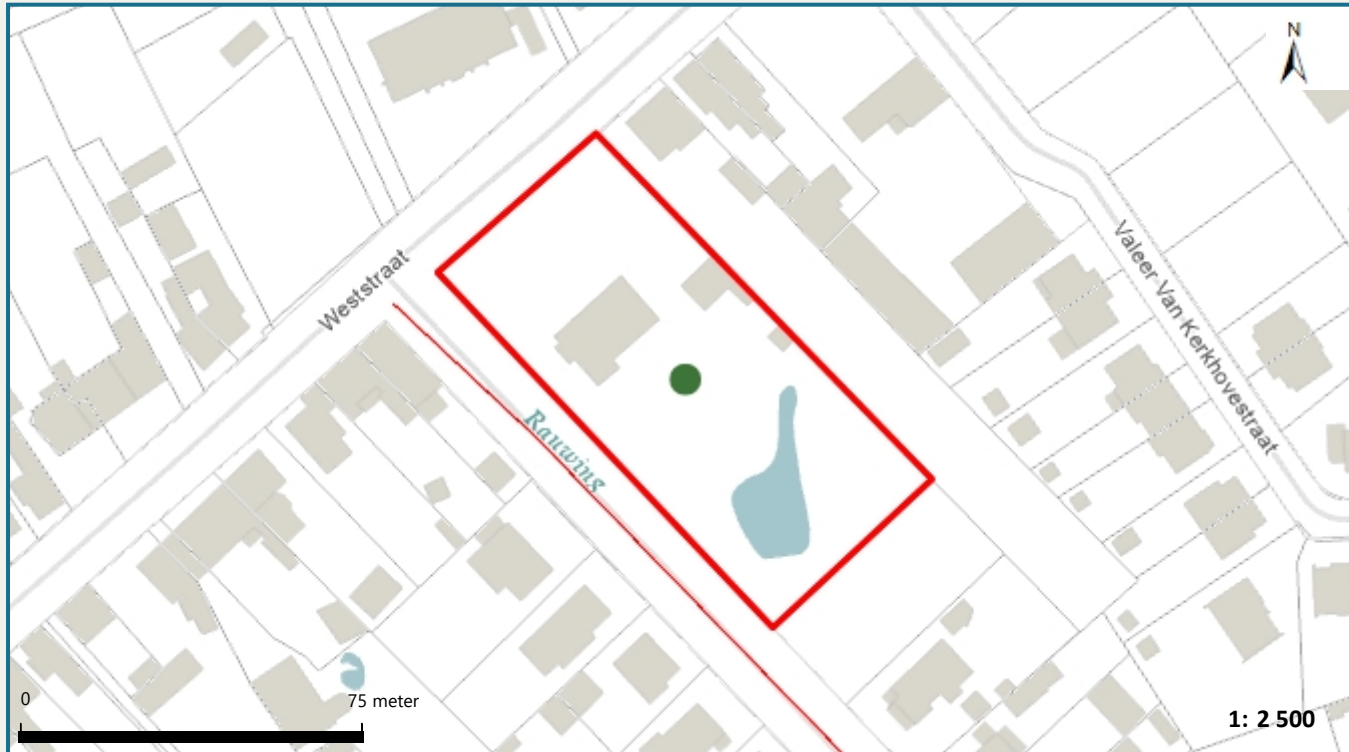 N
Weststraat
Valeer Van Kerkhovestraat
Rauwing
0
75 meter
1: 2 500